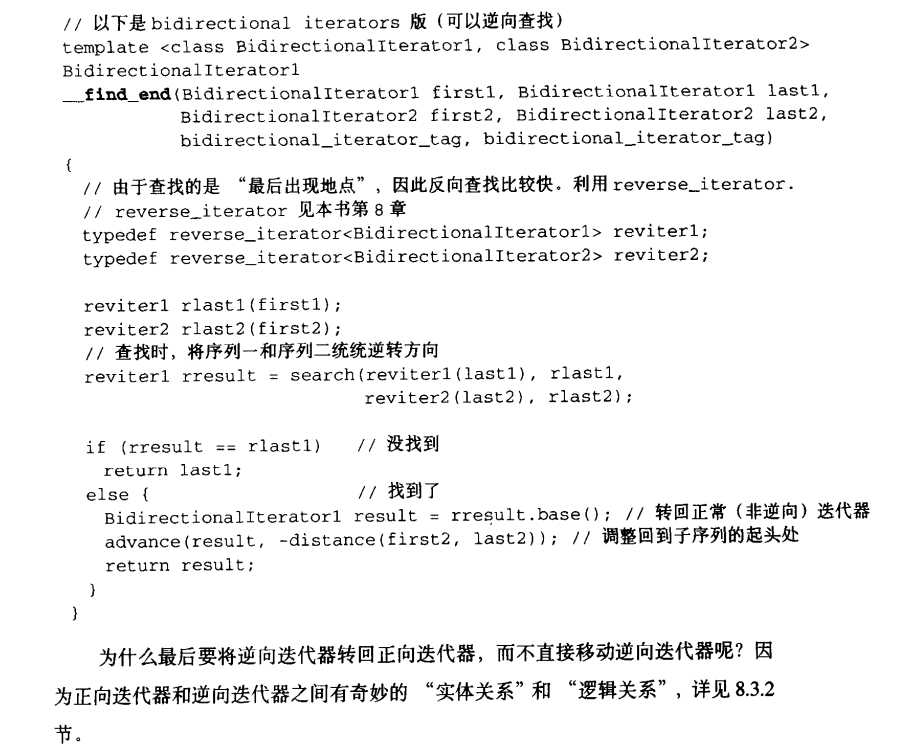 // 以下是 bidirectional iterators 版（可以逆向查找）
template <class BidirectionalIterator1, class BidirectionalIterator2>
BidirectionalIterator1
__find_end(BidirectionalIterator1 first1, BidirectionalIterator1 last1,
BidirectionalIterator2 first2, BidirectionalIterator2 last2,
bidirectional_iterator_tag, bidirectional_iterator_tag)
{
// 由于查找的是 “最后出现地点”, 因此反向查找比较快。利用 reverse_iterator.
// reverse_iterator 见本书第 8 章
typedef reverse_iterator<BidirectionalIterator1> reviter1;
typedef reverse_iterator<BidirectionalIterator2> reviter2;
reviter1 rlast1(first1);
reviter2 rlast2(first2);
// 查找时，将序列一和序列二统统逆转方向
reviter1 rresult = search(reviter1(last1), rlast1,
reviter2(last2), rlast2);
if (rresult == rlast1) // 没找到
return last1;
else { // 找到了
BidirectionalIterator1 result = rresult.base(); // 转回正常（非逆向）迭代器
advance(result, -distance(first2, last2)); // 调整回到子序列的起头处
return result;
}
}
为什么最后要将逆向迭代器转回正向迭代器，而不直接移动逆向迭代器呢？因
为正向迭代器和逆向迭代器之间有奇妙的 “实体关系” 和 “逻辑关系”, 详见 8.3.2
节。